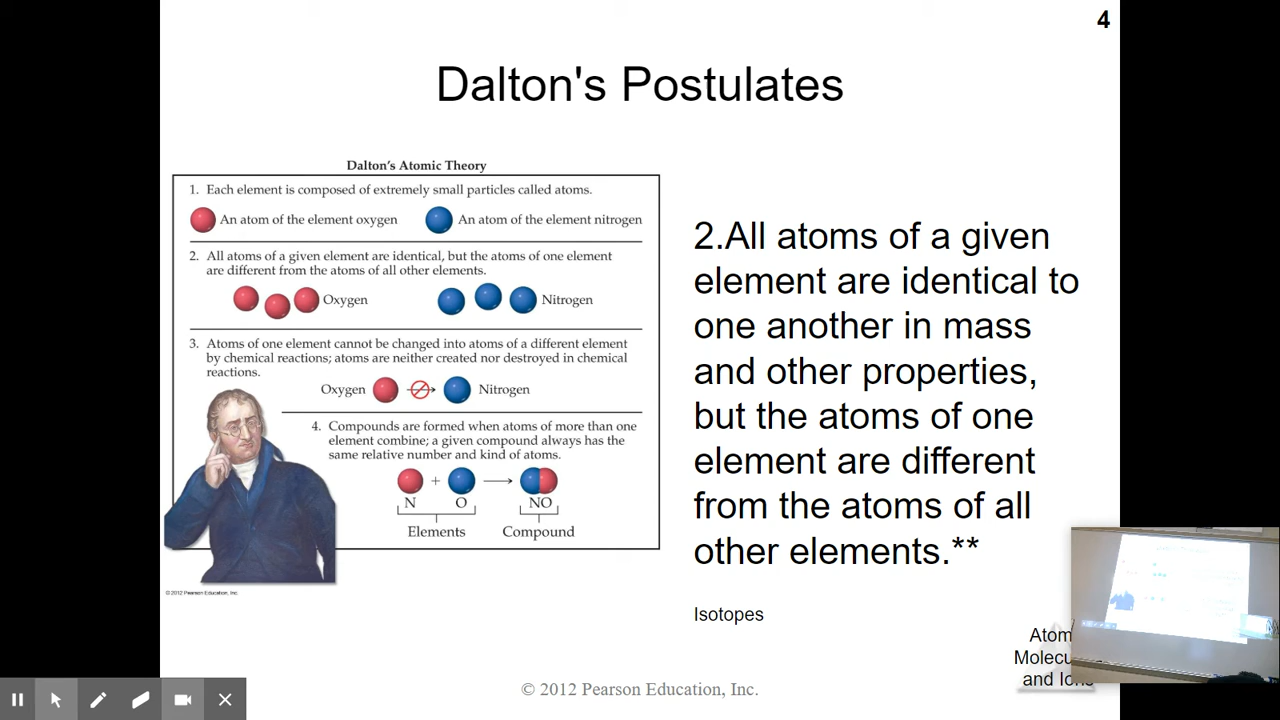 4
Dalton's Postulates
Dalton's Atomic Theory
1. Each element is composed of extremely small particles called atoms.
An atom of the element oxygen
An atom of the element nitrogen
2. All atoms of a given element are identical, but the atoms of one element
are different from the atoms of all other elements.
Oxygen
Nitrogen
3. Atoms of one element cannot be changed into atoms of a different element
by chemical reactions; atoms are neither created nor destroyed in chemical
reactions.
Oxygen
Nitrogen
4. Compounds are formed when atoms of more than one
element combine; a given compound always has the
same relative number and kind of atoms.
+
N
O
NO
Elements
Compound
© 2012 Pearson Education, Inc.
2.All atoms of a given
element are identical to
one another in mass
and other properties,
but the atoms of one
element are different
from the atoms of all
other elements.**
Isotopes
Atom
Molecu
and Ions
© 2012 Pearson Education, Inc.